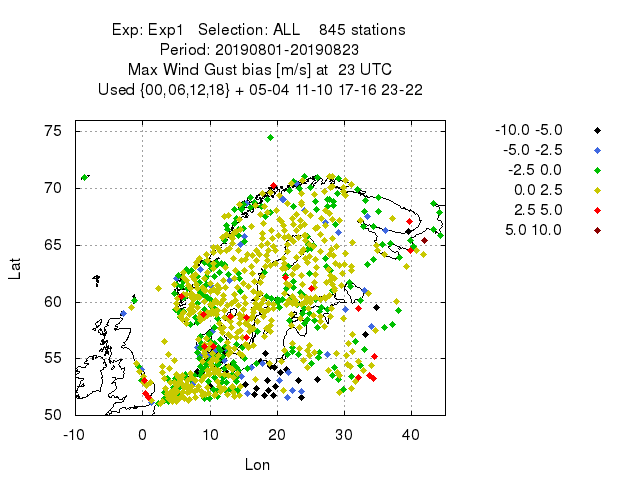 Exp: Exp1 Selection: ALL 845 stations
Period: 20190801-20190823
Max Wind Gust bias [m/s] at 23 UTC
Used {00,06,12,18} + 05-04 11-10 17-16 23-22
75
70
65
60
55
50
-10 0 10 20 30 40
Lat
Lon
-10.0 -5.0
-5.0 -2.5
-2.5 0.0
0.0 2.5
2.5 5.0
5.0 10.0